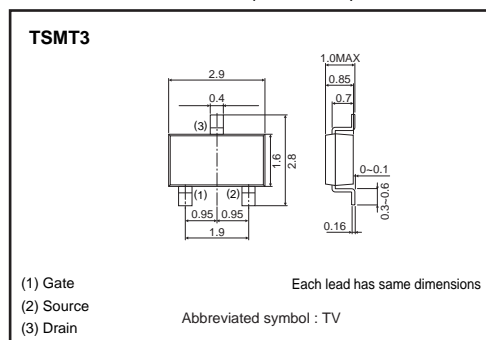 TSMT3
1.0MAX
2.9
0.85
0.4
0.7
(3)
1.6
2.8
0~0.1
(1)
(2)
0.3~0.6
0.95
0.95
0.16
1.9
(1) Gate
Each lead has same dimensions
(2) Source
Abbreviated symbol : TV
(3) Drain